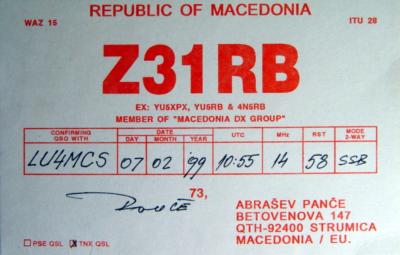 REPUBLIC OF MACEDONIA
WAZ 15
ITU 28
Z31RB
EX: YU5XPX, YU5RB & 4N5RB
MEMBER OF "MACEDONIA DX GROUP"
CONFIRMING QSO WITH DATE DAY MONTH YEAR UTC MHz RST MODE 2-WAY
LU4MCS 07 02 '99 10:55 14 58 SSB
73,
Panče
ABRAŠEV PANČE
BETOVENOVA 147
QTH-92400 STRUMICA
MACEDONIA / EU.
PSE QSL X TNX QSL